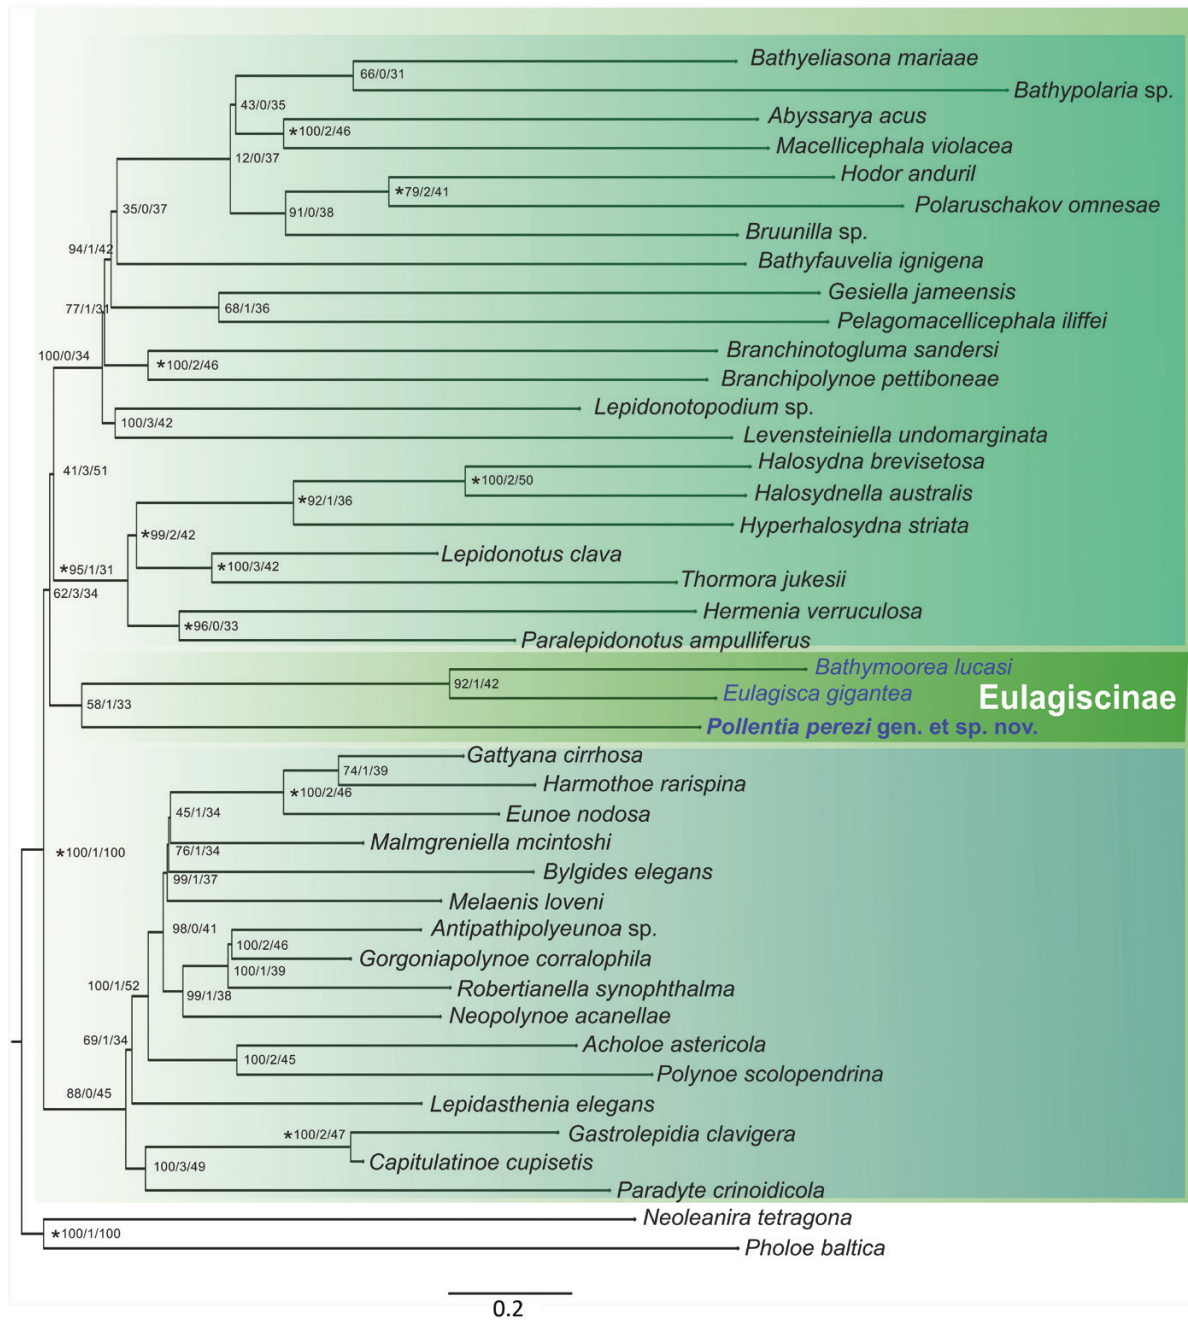 Bathyeliasona mariaae
66/0/31
Bathypolaria sp.
43/0/35
Abyssarya acus
*100/2/46
Macellicephala violacea
12/0/37
Hodor anduril
*79/2/41
Polaruschakov omnesae
35/0/37
91/0/38
Bruunilla sp.
94/1/42
Bathyfauvelia ignigena
Gesiella jameensis
77/1/31
68/1/36
Pelagomacellicephala iliffei
Branchinotogluma sandersi
100/0/34
*100/2/46
Branchipolynoe pettiboneae
Lepidonotopodium sp.
100/3/42
Levensteiniella undomarginata
Halosydna brevisetosa
41/3/51
*100/2/50
Halosydnella australis
*92/1/36
Hyperhalosydna striata
*99/2/42
Lepidonotus clava
*95/1/31
*100/3/42
Thormora jukesii
62/3/34
Hermenia verruculosa
*96/0/33
Paralepidonotus ampulliferus
Bathymoorea lucasi
92/1/42
Eulagisca gigantea
Eulagiscinae
58/1/33
Pollentia perezi gen. et sp. nov.
Gattyana cirrhosa
74/1/39
Harmothoe rarispina
*100/2/46
45/1/34
Eunoe nodosa
Malmgreniella mcintoshi
*100/1/100
76/1/34
Bylgides elegans
99/1/37
Melaenis loveni
98/0/41
Antipathipolyeunoa sp.
100/2/46
Gorgoniapolynoe corralophila
100/1/39
100/1/52
Robertianella synophthalma
99/1/38
Neopolynoe acanellae
69/1/34
Acholoe astericola
100/2/45
Polynoe scolopendrina
88/0/45
Lepidasthenia elegans
*100/2/47
Gastrolepidia clavigera
100/3/49
Capitulatinoe cupisetis
Paradyte crinoidicola
Neoleanira tetragona
*100/1/100
Pholoe baltica
0.2